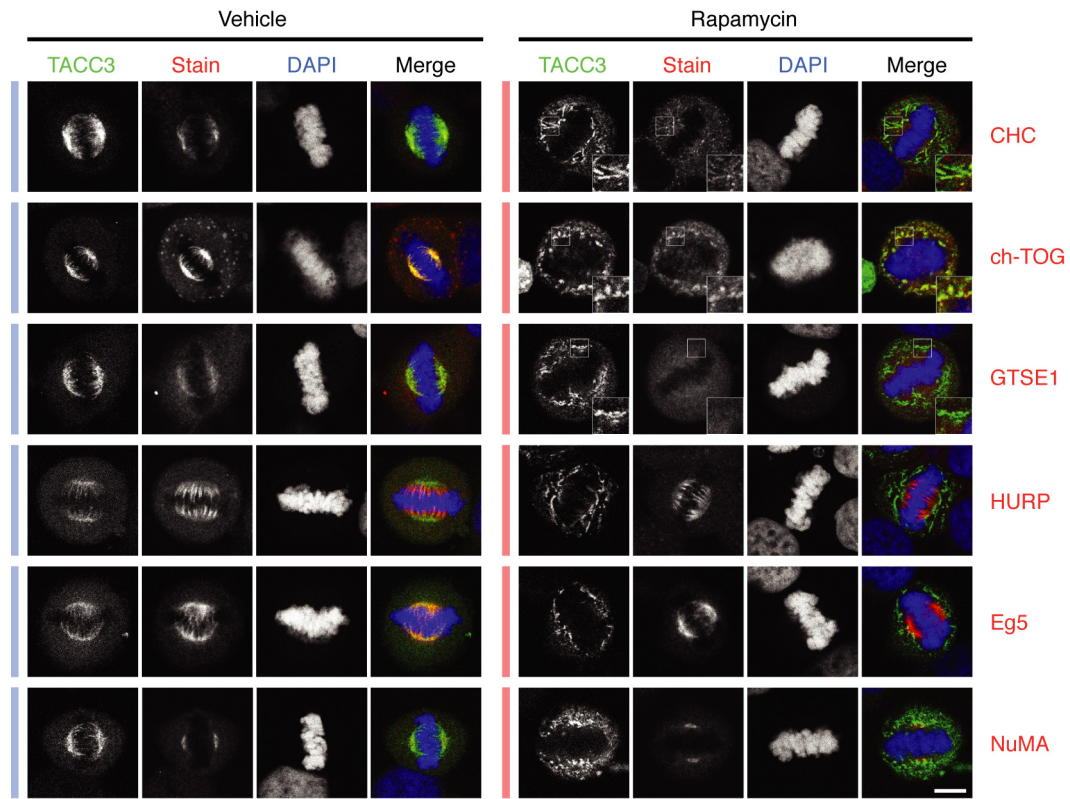 Vehicle Rapamycin
TACC3 Stain DAPI Merge TACC3 Stain DAPI Merge
CHC
ch-TOG
GTSE1
HURP
Eg5
NuMA